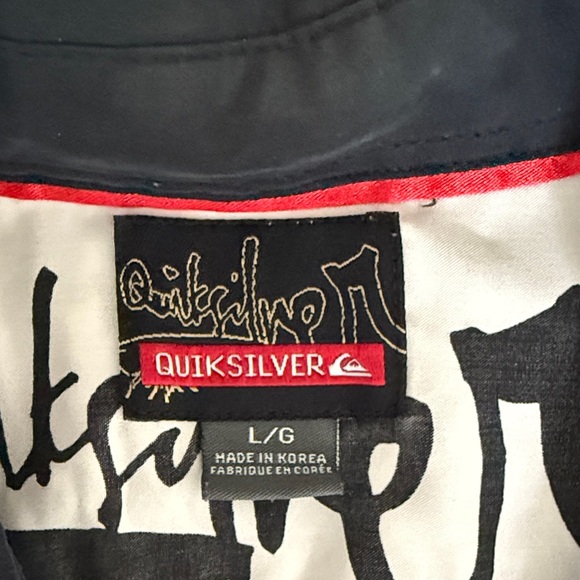 Quiksilver
QUIKSILVER
L/G
MADE IN KOREA
FABRIQUE EN CORÉE